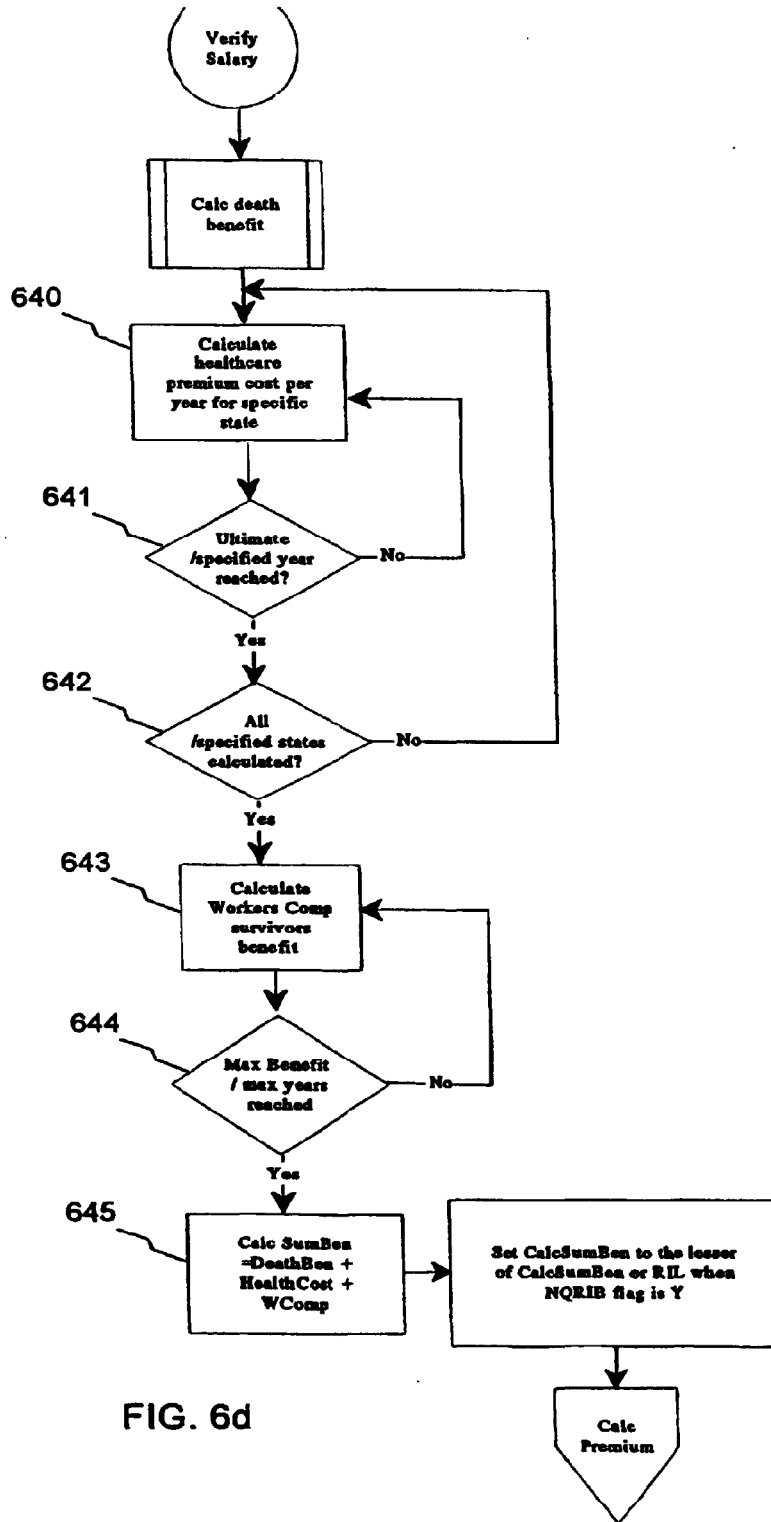 Verify
Salary
Calc death
benefit
640
Calculate
healthcare
premium cost per
year for specific
state
641
Ultimate
/specified year
reached?
No
Yes
642
All
/specified states
calculated?
No
Yes
643
Calculate
Workers Comp
survivors
benefit
644
Max Benefit
/ max years
reached
No
Yes
645
Calc SumBen
=DeathBen +
HealthCost +
WComp
Set CalcSumBen to the lesser
of CalcSumBen or RIL when
NQRIB flag is Y
Calc
Premium
FIG. 6d